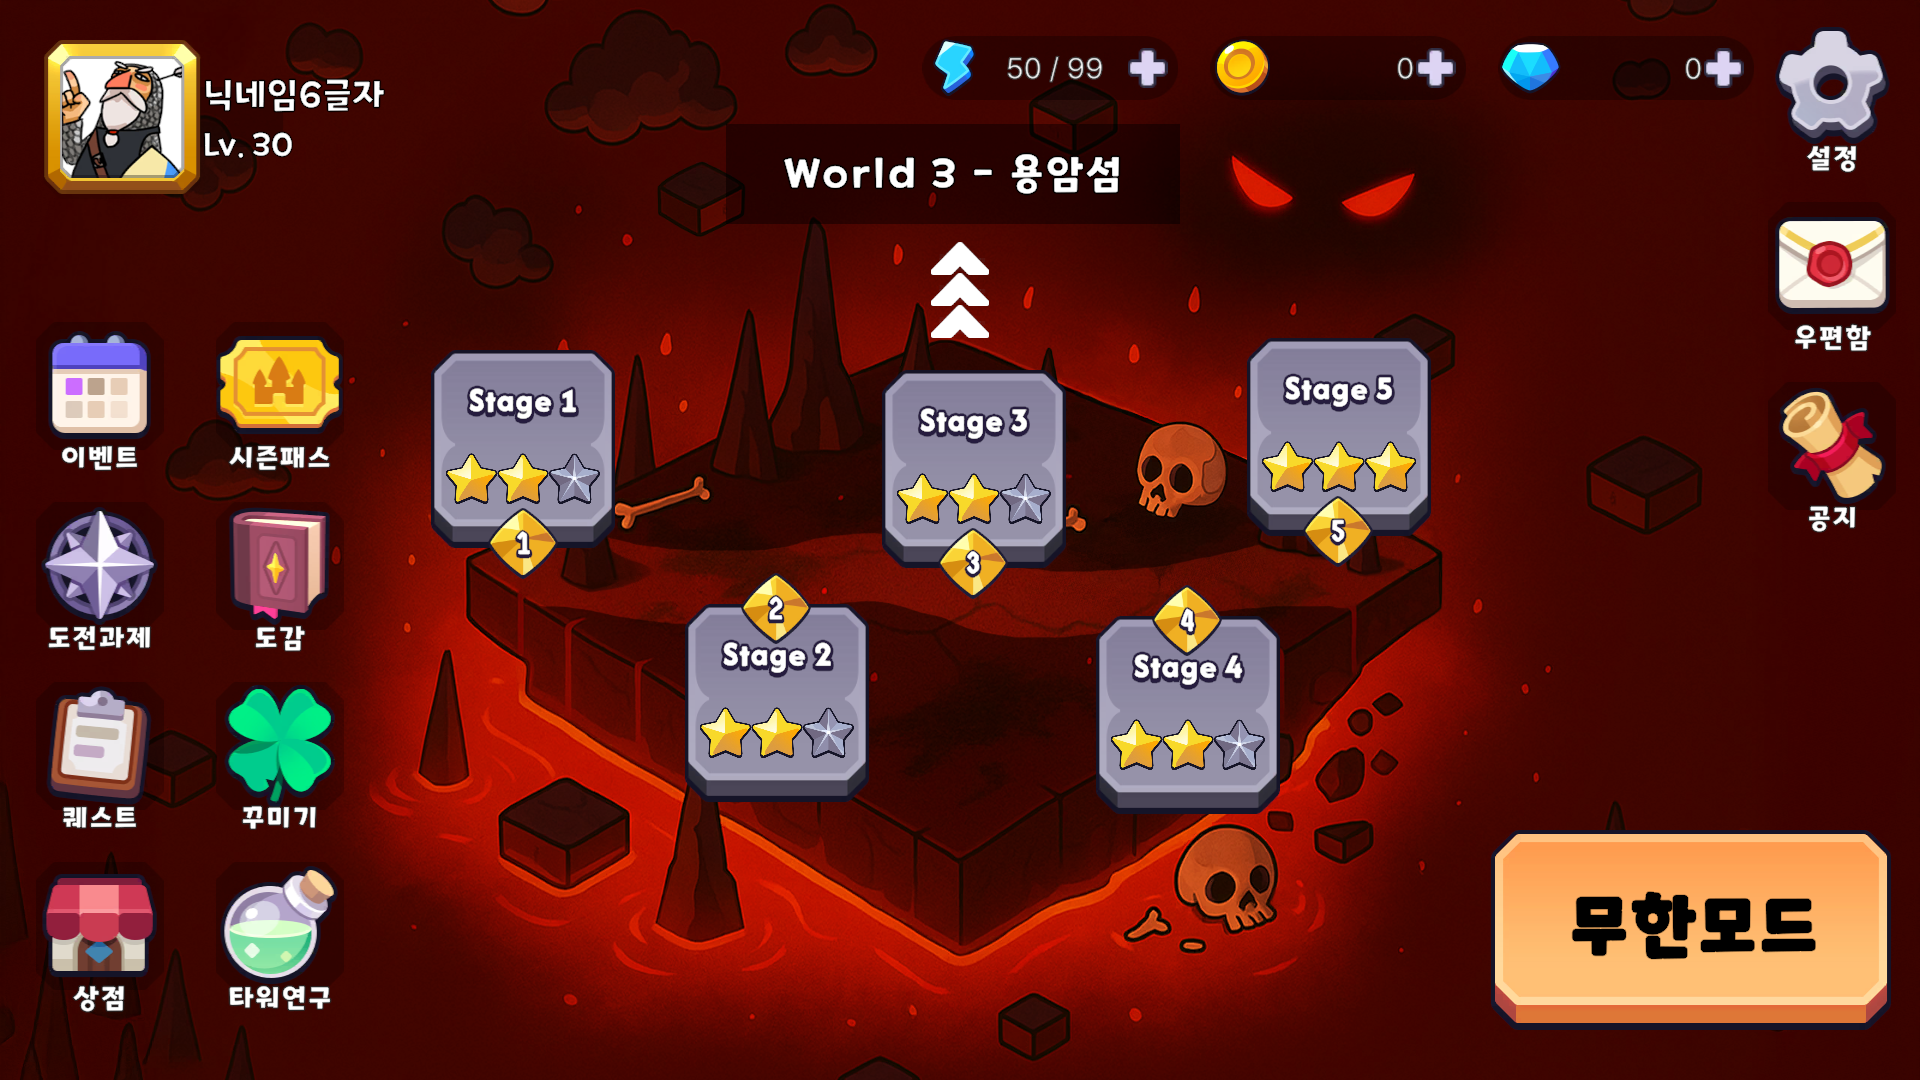 닉네임6글자
Lv. 30
50 / 99
0
0
설정
World 3 - 용암섬
우편함
공지
이벤트
시즌패스
도전과제
도감
퀘스트
꾸미기
상점
타워연구
Stage 1
1
2
Stage 2
Stage 3
3
4
Stage 4
Stage 5
5
무한모드